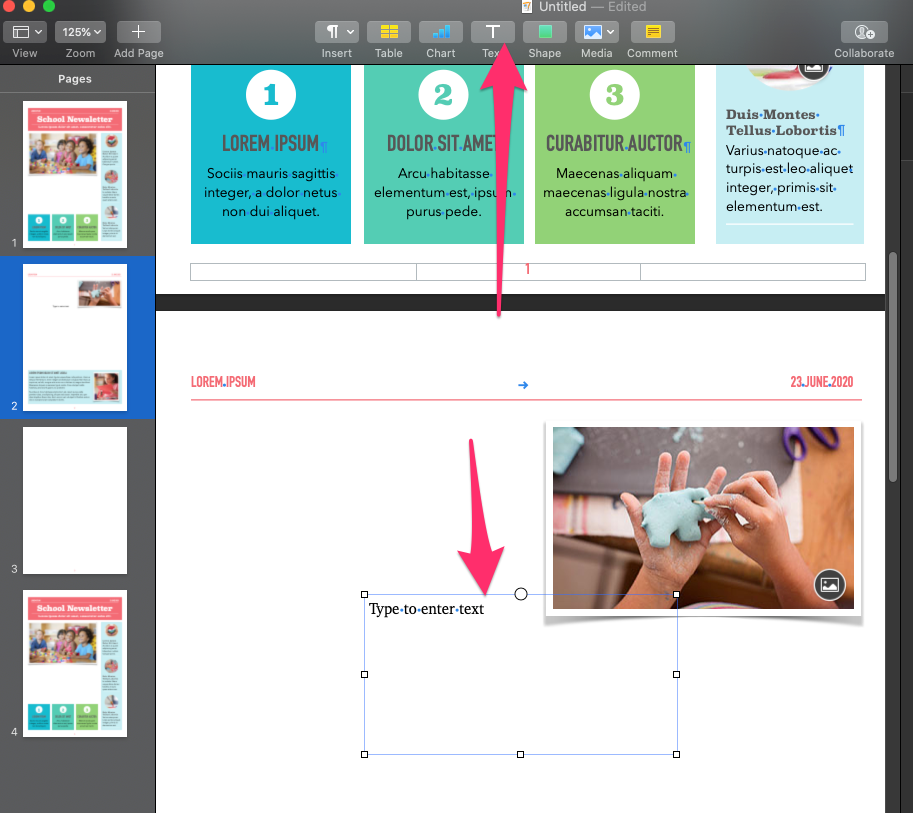 Untitled — Edited
125%
View
Zoom
Add Page
Insert
Table
Chart
Text
Shape
Media
Comment
Collaborate
Pages
School Newsletter
1
2
3
School Newsletter
4
1
LOREM IPSUM¶
Sociis mauris sagittis
integer, a dolor netus
non dui aliquet.
2
DOLOR SIT AMET
Arcu habitasse
elementum est, ipsum
purus pede.
3
CURABITUR AUCTOR¶
Maecenas aliquam
maecenas ligula nostra
accumsan taciti.
Duis Montes
Tellus Lobortis¶
Varius natoque ac
turpis est leo aliquet
integer, primis sit
elementum est.
1
LOREM IPSUM
23 JUNE 2020
Type to enter text